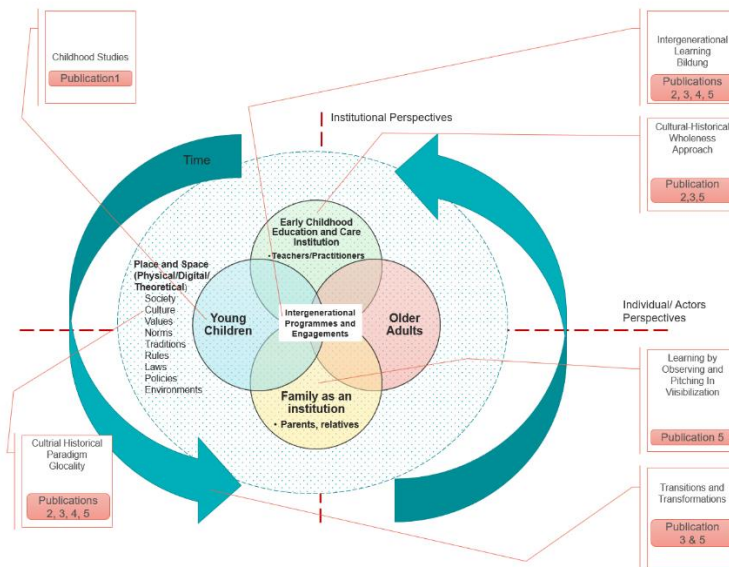 Childhood Studies
Publication1
Intergenerational
Learning
Bildung
Publications
2, 3, 4, 5
Institutional Perspectives
Cultural-Historical
Wholeness
Approach
Publication
2,3,5
Time
Early Childhood
Education and Care
Institution
• Teachers/Practitioners
Place and Space
(Physical/Digital/
Theoretical)
Society
Culture
Values
Norms
Traditions
Rules
Laws
Policies
Environments
Young
Children
Intergenerational
Programmes and
Engagements
Older
Adults
Individual/ Actors
Perspectives
Family as an
institution
• Parents, relatives
Learning by
Observing and
Pitching In
Viisibilization
Publication 5
Cultrial Historical
Paradigm
Glocality
Publications
2, 3, 4, 5
Transitions and
Transformations
Publication
3 & 5